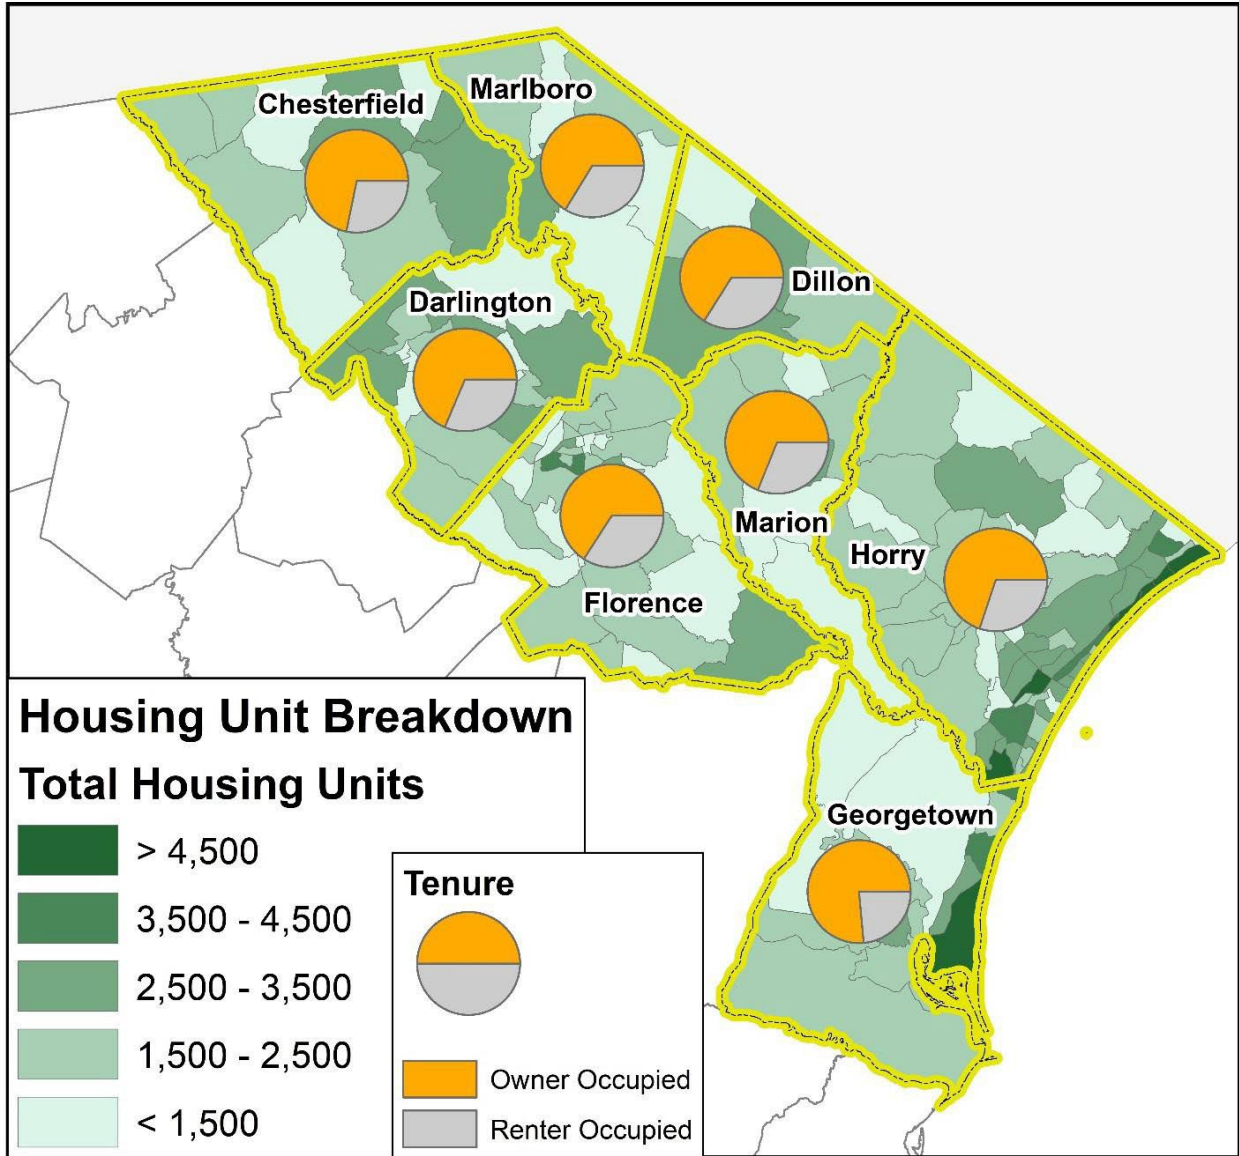 Marlboro
Chesterfield
Dillon
Darlington
Marion
Horry
Florence
Georgetown
Housing Unit Breakdown
Total Housing Units
> 4,500
3,500 - 4,500
2,500 - 3,500
1,500 - 2,500
< 1,500
Tenure
Owner Occupied
Renter Occupied